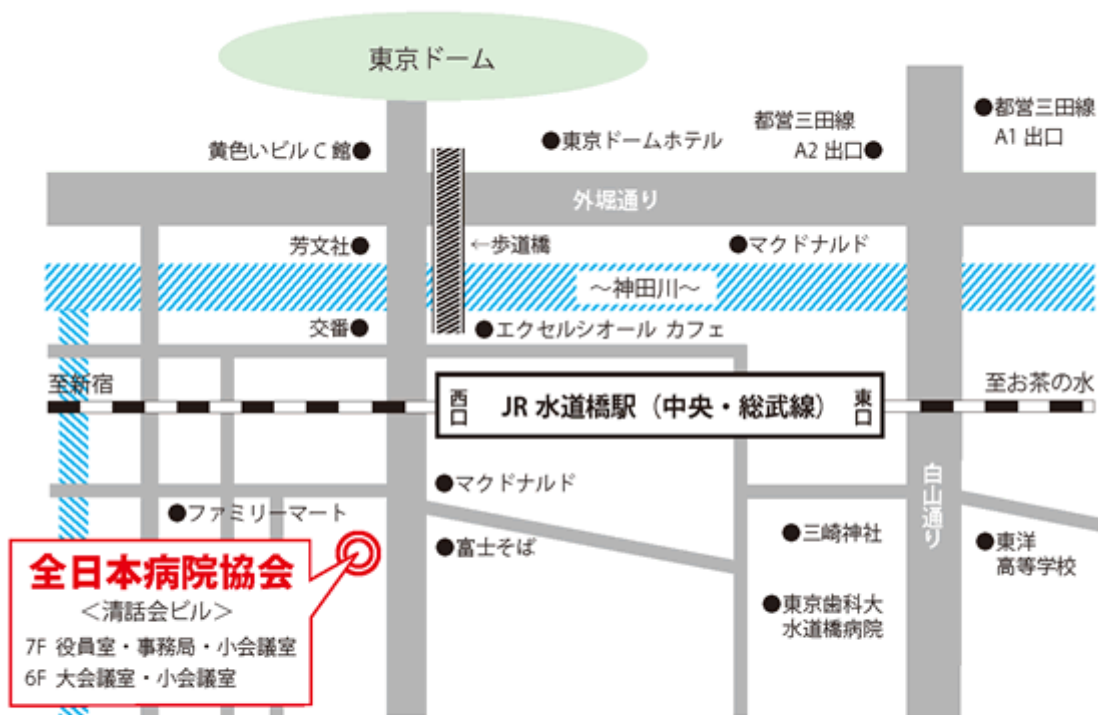 東京ドーム
●都営三田線
A1 出口
都営三田線
A2 出口●
●東京ドームホテル
黄色いビル C 館●
外堀通り
芳文社●
←歩道橋
●マクドナルド
〜神田川〜
交番●
●エクセルシオール カフェ
至新宿
西口
JR 水道橋駅（中央・総武線）
東口
至お茶の水
●マクドナルド
白山通り
●ファミリーマート
●富士そば
●三崎神社
●東洋
高等学校
全日本病院協会
＜清話会ビル＞
7F 役員室・事務局・小会議室
6F 大会議室・小会議室
●東京歯科大
水道橋病院